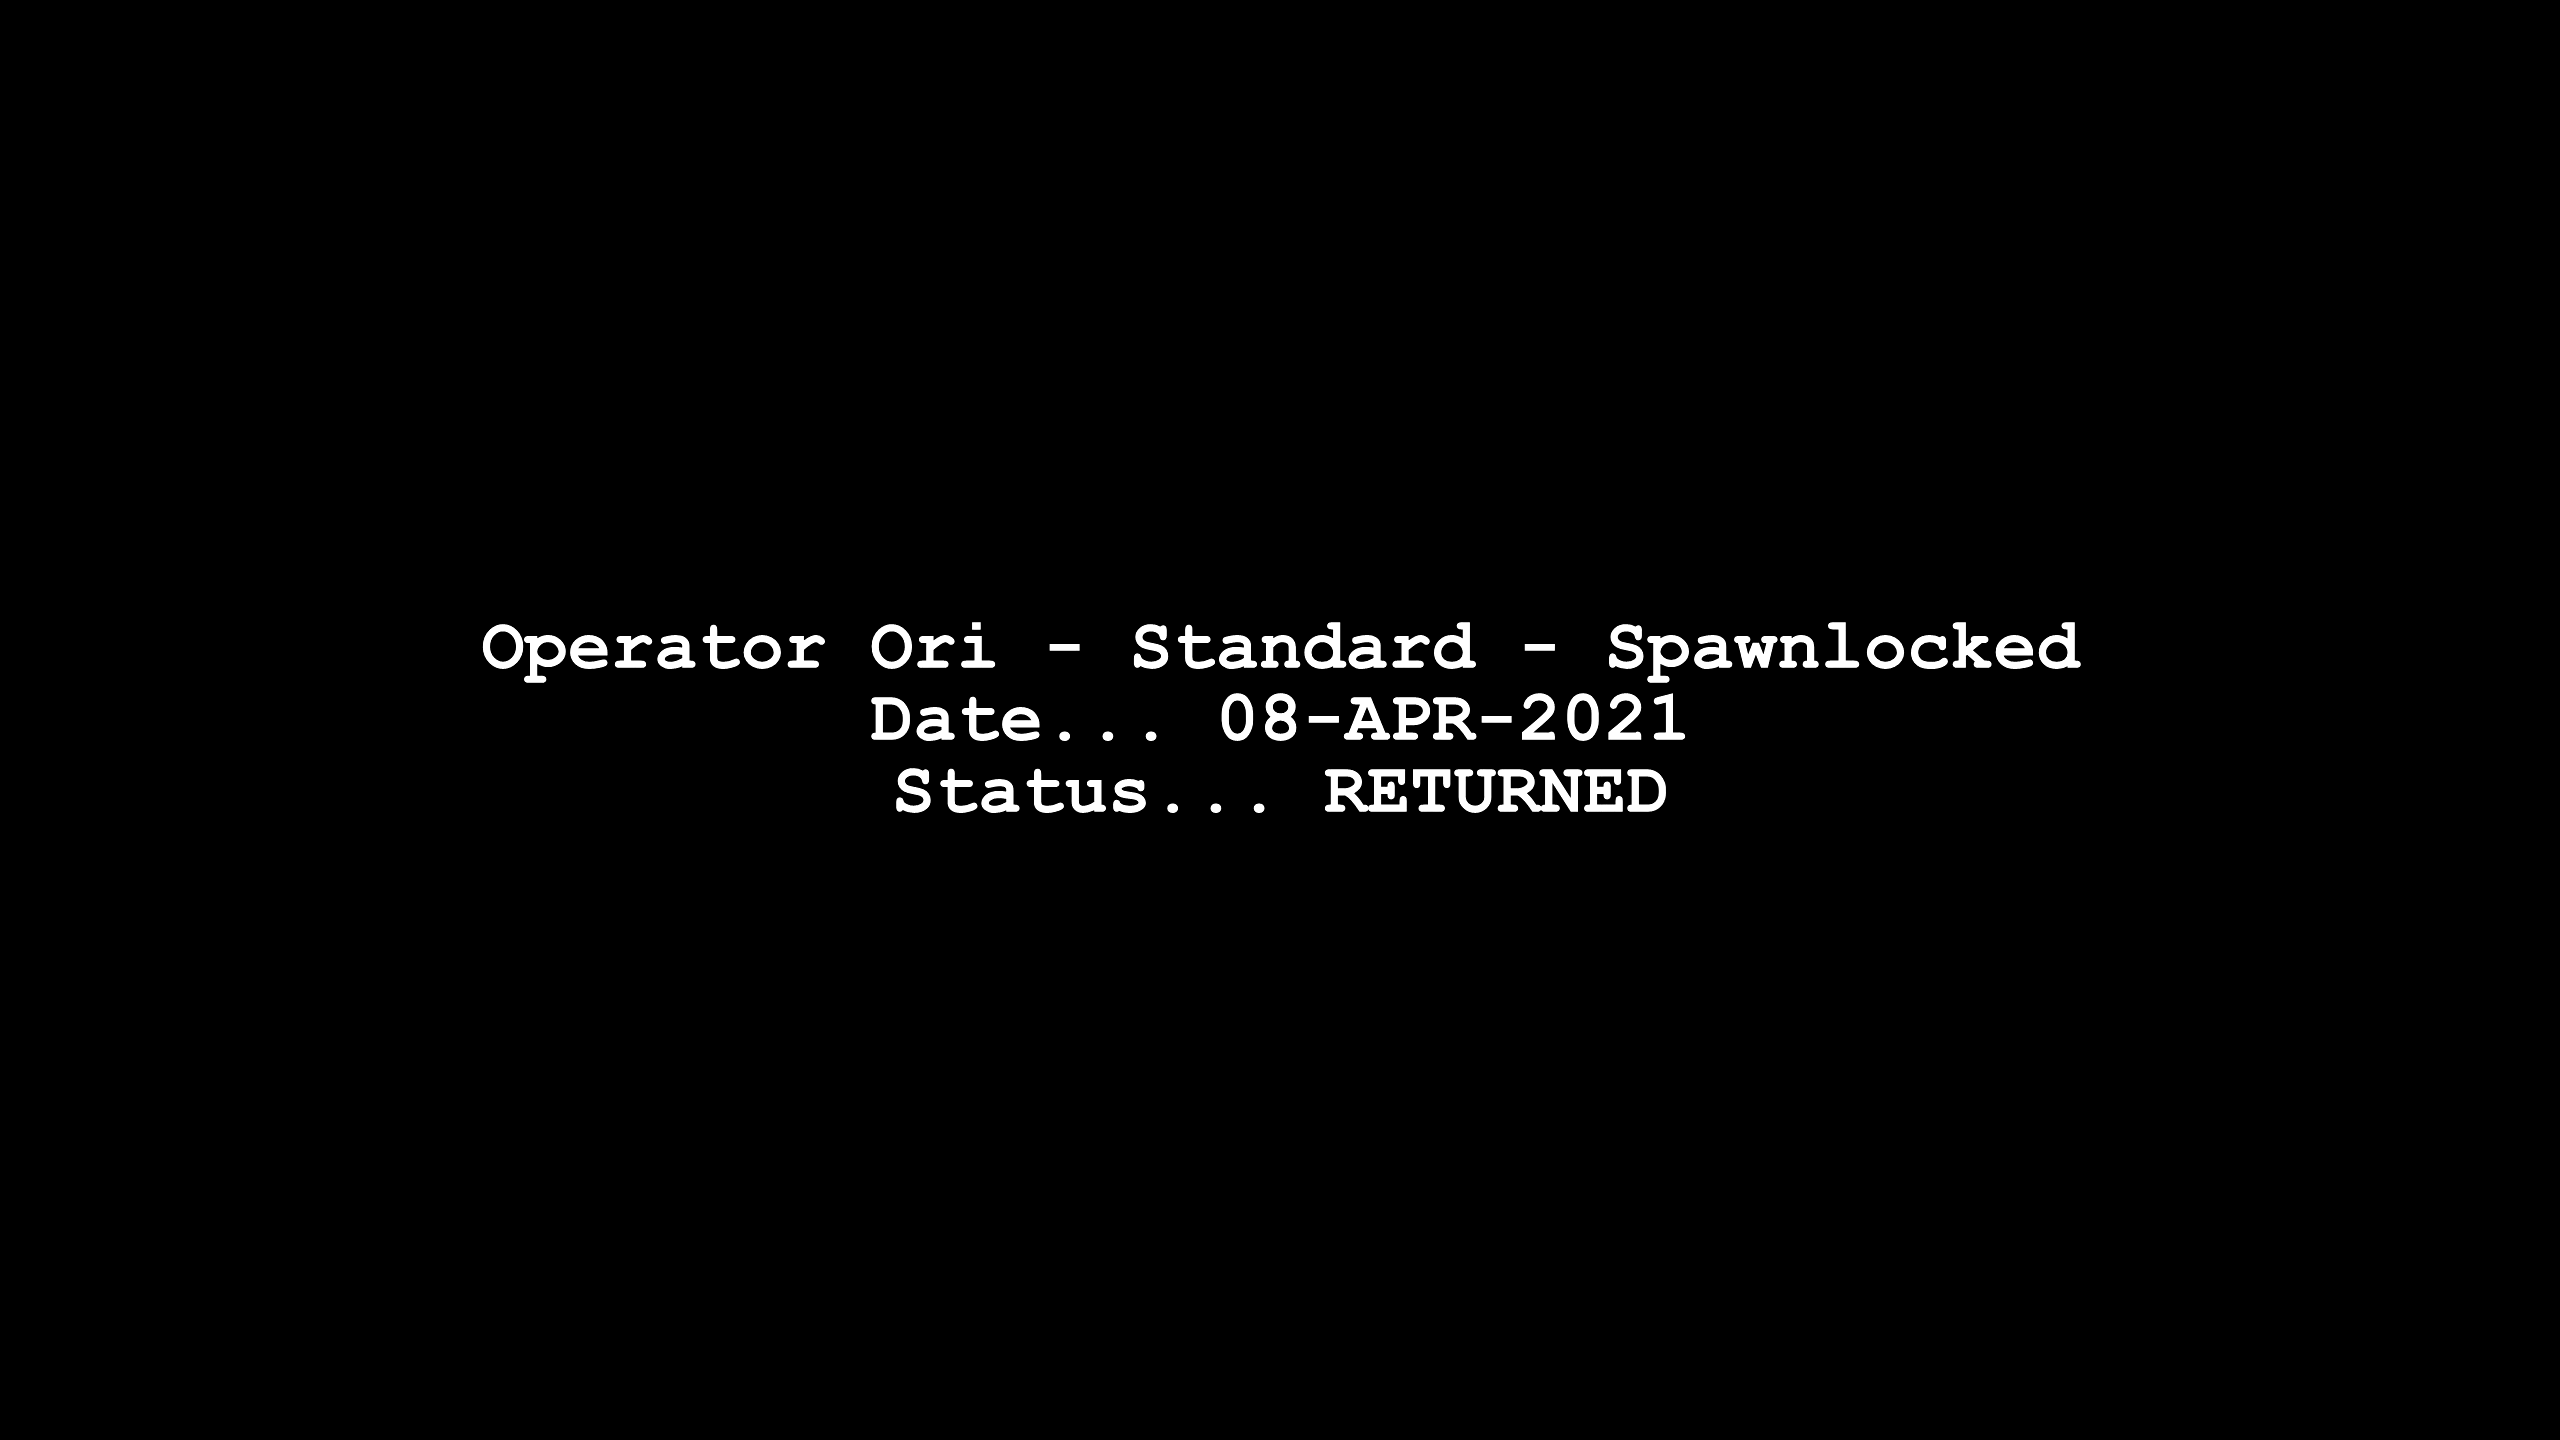 Operator Ori - Standard - Spawnlocked
Date... 08-APR-2021
Status... RETURNED